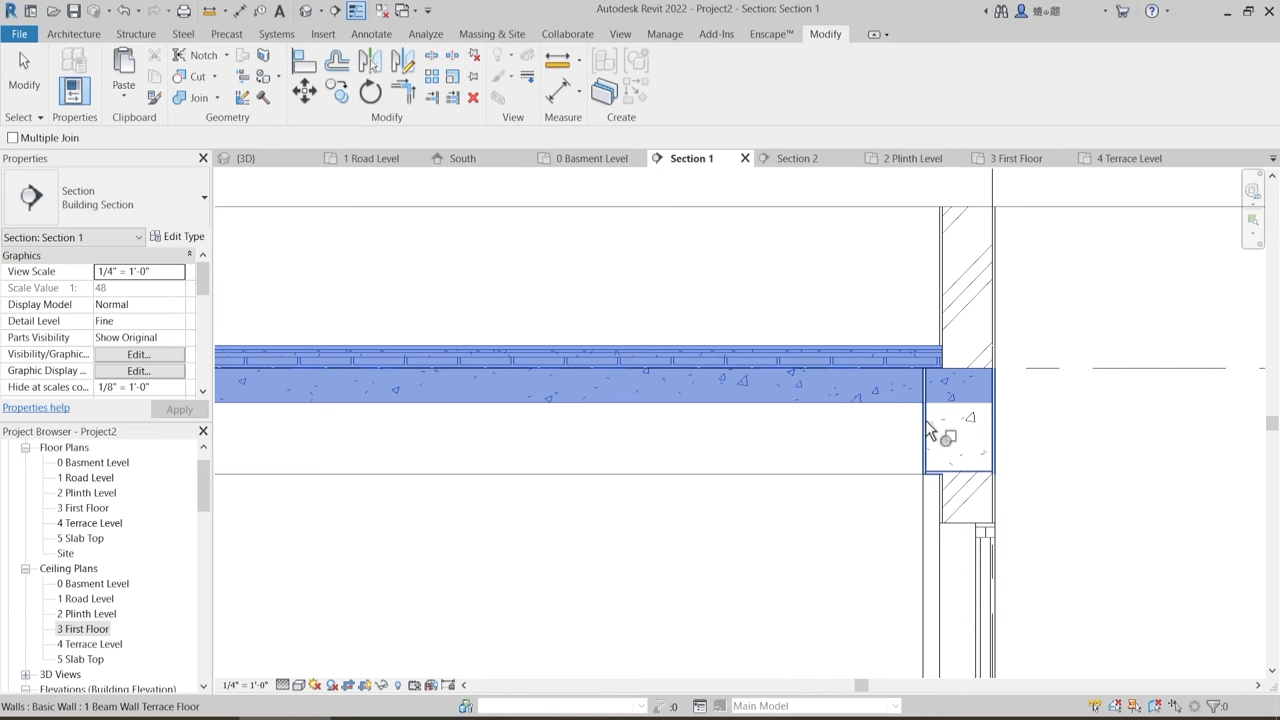 Autodesk Revit 2022 - Project2 - Section: Section 1
File Architecture Structure Steel Precast Systems Insert Annotate Analyze Massing & Site Collaborate View Manage Add-Ins Enscape™ Modify
Modify
Paste
Notch
Cut
Join
Select Properties Clipboard Geometry Modify View Measure Create
Multiple Join
Properties
{3D} 1 Road Level South 0 Basment Level Section 1 Section 2 2 Plinth Level 3 First Floor 4 Terrace Level
Section
Building Section
Section: Section 1 Edit Type
Graphics
View Scale 1/4" = 1'-0"
Scale Value 1: 48
Display Model Normal
Detail Level Fine
Parts Visibility Show Original
Visibility/Graphic... Edit...
Graphic Display ... Edit...
Hide at scales co... 1/8" = 1'-0"
Properties help Apply
Project Browser - Project2
Floor Plans
0 Basment Level
1 Road Level
2 Plinth Level
3 First Floor
4 Terrace Level
5 Slab Top
Site
Ceiling Plans
0 Basment Level
1 Road Level
2 Plinth Level
3 First Floor
4 Terrace Level
5 Slab Top
3D Views
Elevations (Building Elevation)
1/4" = 1'-0"
Walls : Basic Wall : 1 Beam Wall Terrace Floor :0 Main Model :0